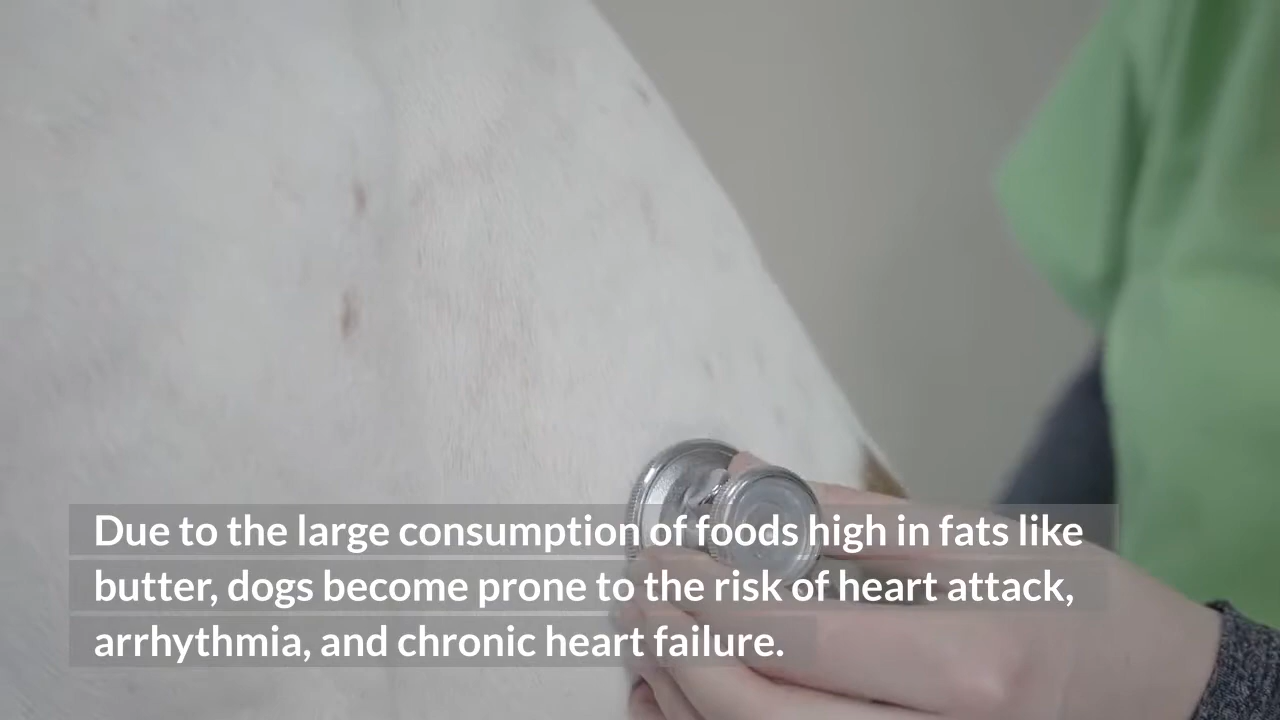 Due to the large consumption of foods high in fats like
butter, dogs become prone to the risk of heart attack,
arrhythmia, and chronic heart failure.